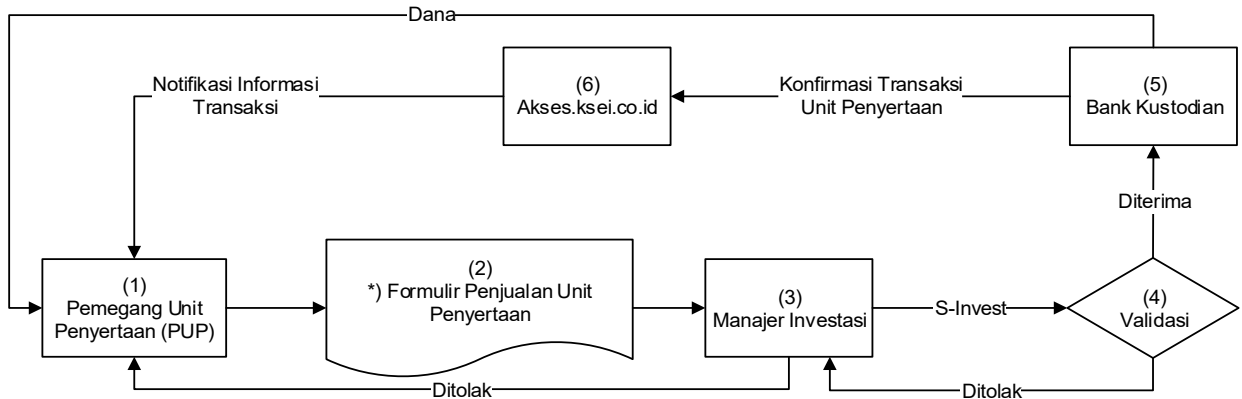 Dana
Notifikasi Informasi
Transaksi
(6)
Akses.ksei.co.id
Konfirmasi Transaksi
Unit Penyertaan
(5)
Bank Kustodian
Diterima
(1)
Pemegang Unit
Penyertaan (PUP)
(2)
*) Formulir Penjualan Unit
Penyertaan
(3)
Manajer Investasi
S-Invest
(4)
Validasi
Ditolak
Ditolak